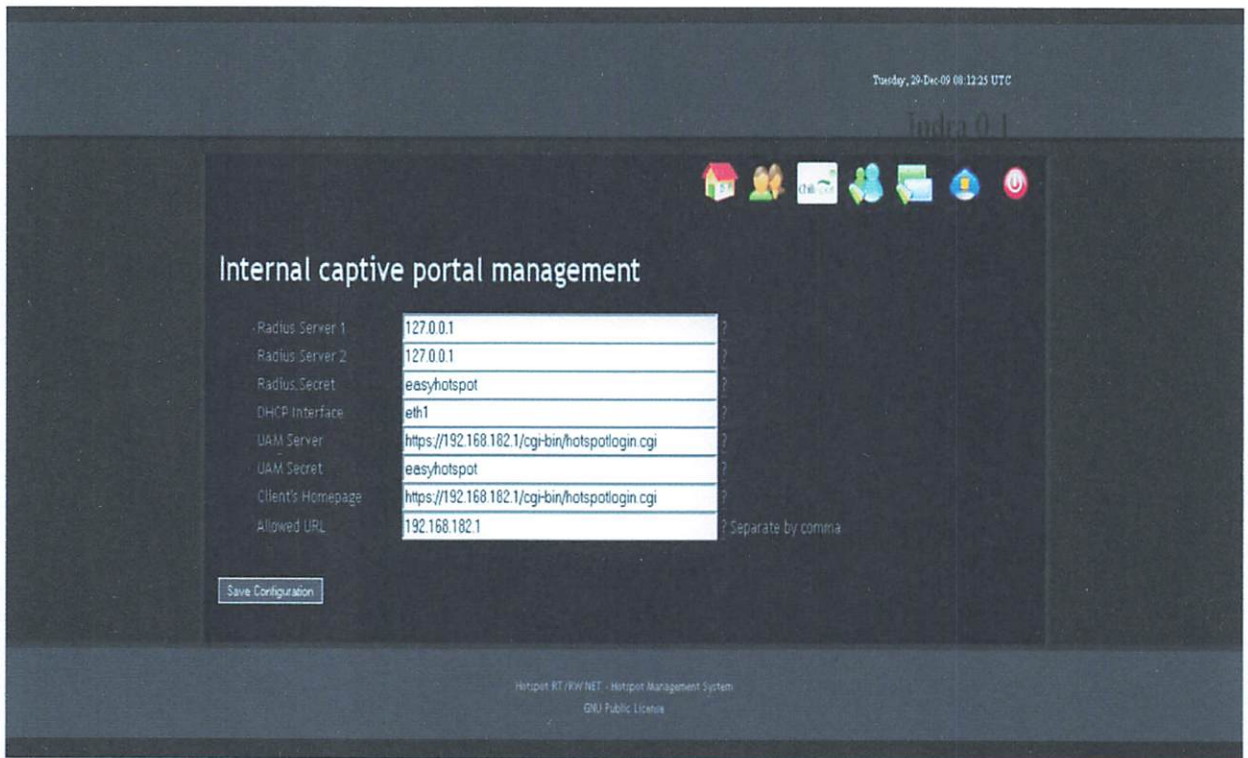 Tuesday, 29-Dec-09 08:12:25 UTC
Indra 0 1
Internal captive portal management
Radius Server 1 127.0.0.1 ?
Radius Server 2 127.0.0.1 ?
Radius Secret easyhotspot ?
DHCP Interface eth1 ?
UAM Server https://192.168.182.1/cgi-bin/hotspotlogin.cgi ?
UAM Secret easyhotspot ?
Client's Homepage https://192.168.182.1/cgi-bin/hotspotlogin.cgi ?
Allowed URL 192.168.182.1 ? Separate by comma
Save Configuration
Hotspot RT/RW NET - Hotspot Management System
GNU Public License